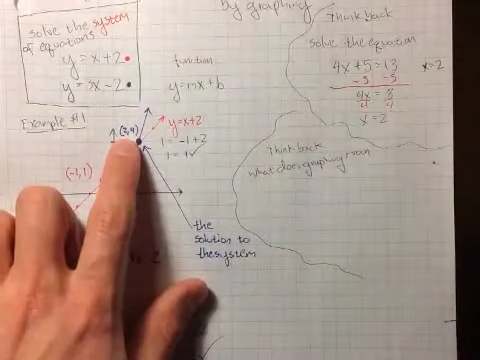 by graphing
solve the system
of equations
y = x+2
y = 3x-2
function
y=mx+b
Think back
solve the equation
4x+5=13
-5 -5
4x = 8
4 4
x = 2
x=2
Example #1
(3,4)
y=x+2
1 = -1+2
1 = 1✓
(-1,1)
the
solution to
the system
Think back
what does graphing mean